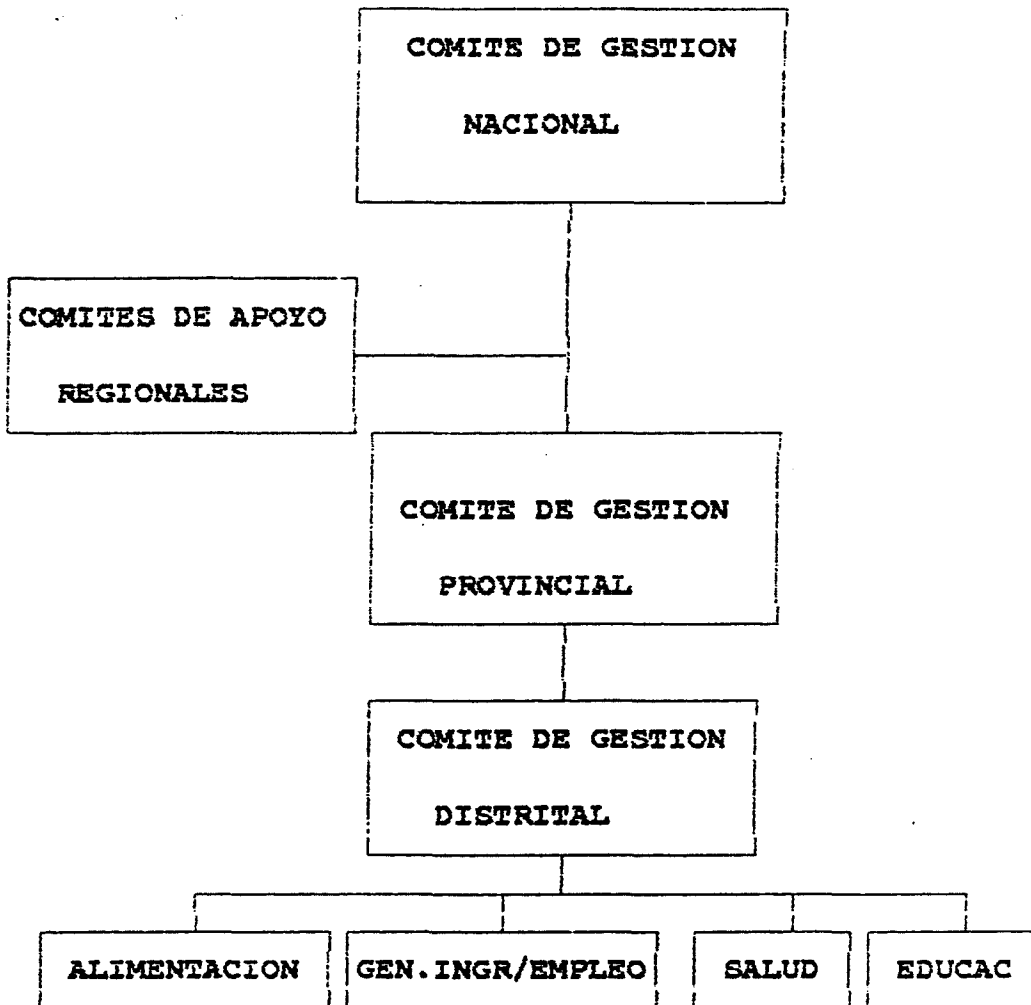 COMITE DE GESTION
NACIONAL
COMITES DE APOYO
REGIONALES
COMITE DE GESTION
PROVINCIAL
COMITE DE GESTION
DISTRITAL
ALIMENTACION
GEN.INGR/EMPLEO
SALUD
EDUCAC